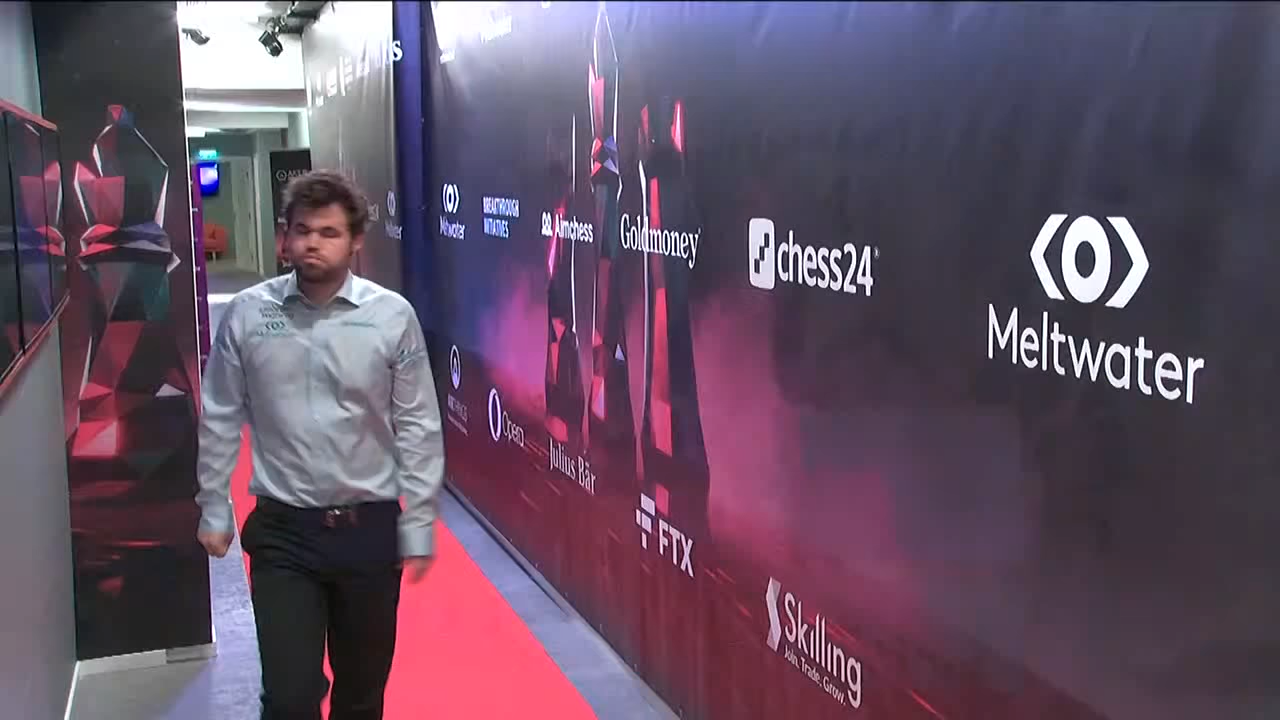 Meltwater
BREAKTHROUGH
INITIATIVES
Aimchess
Goldmoney
chess24
Meltwater
Opera
Julius Bär
FTX
Skilling
Join. Trade. Grow.